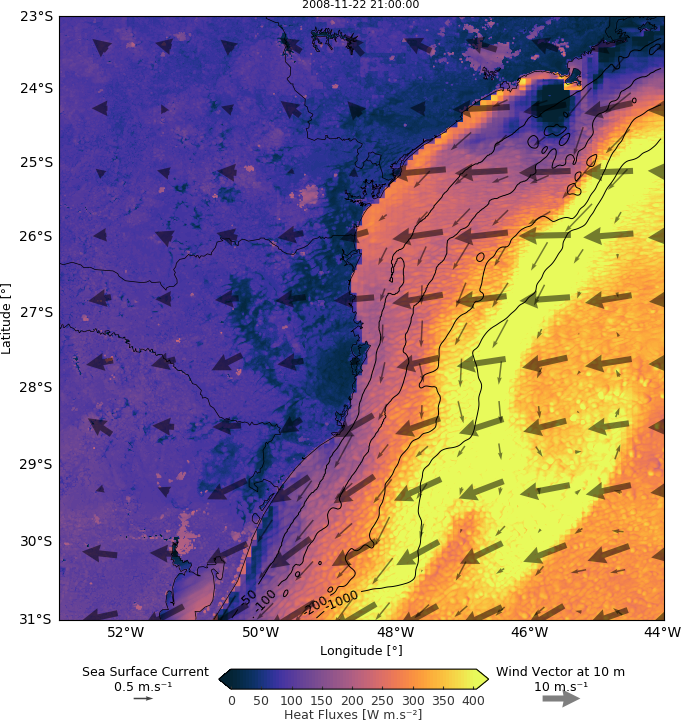 2008-11-22 21:00:00
23°S
24°S
25°S
26°S
27°S
28°S
29°S
30°S
31°S
Latitude [°]
-50
-100
-200
-1000
52°W
50°W
48°W
46°W
44°W
Longitude [°]
Sea Surface Current
0.5 m.s⁻¹
0 50 100 150 200 250 300 350 400
Heat Fluxes [W m.s⁻²]
Wind Vector at 10 m
10 m.s⁻¹